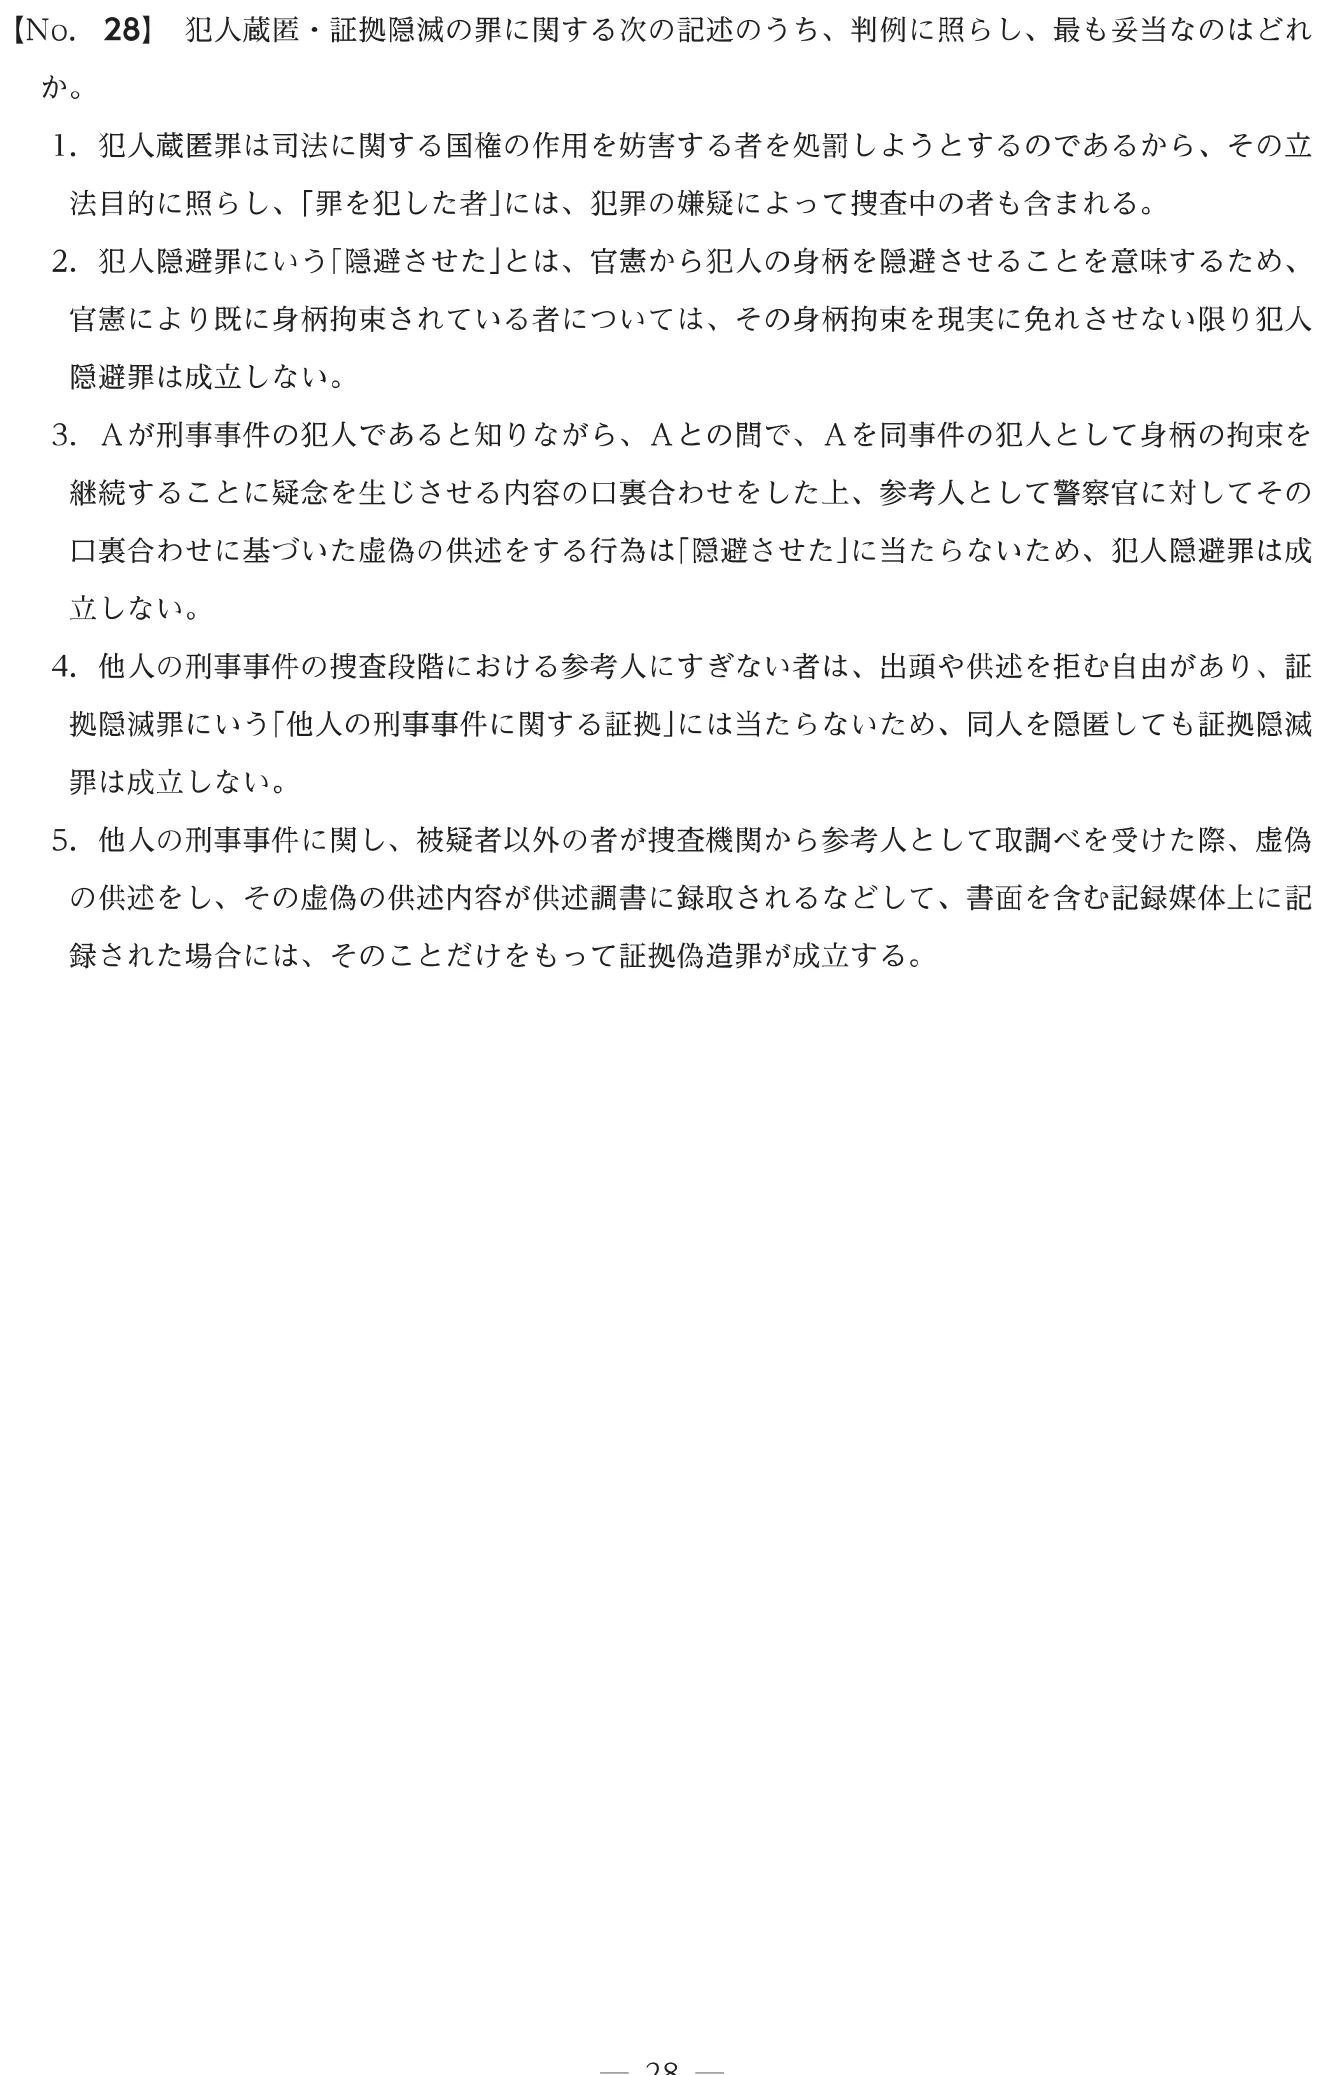 【No. 28】 犯人蔵匿・証拠隠滅の罪に関する次の記述のうち、判例に照らし、最も妥当なのはどれ
か。
1．犯人蔵匿罪は司法に関する国権の作用を妨害する者を処罰しようとするのであるから、その立
法目的に照らし、「罪を犯した者」には、犯罪の嫌疑によって捜査中の者も含まれる。
2．犯人隠避罪にいう「隠避させた」とは、官憲から犯人の身柄を隠避させることを意味するため、
官憲により既に身柄拘束されている者については、その身柄拘束を現実に免れさせない限り犯人
隠避罪は成立しない。
3．Ａが刑事事件の犯人であると知りながら、Ａとの間で、Ａを同事件の犯人として身柄の拘束を
継続することに疑念を生じさせる内容の口裏合わせをした上、参考人として警察官に対してその
口裏合わせに基づいた虚偽の供述をする行為は「隠避させた」に当たらないため、犯人隠避罪は成
立しない。
4．他人の刑事事件の捜査段階における参考人にすぎない者は、出頭や供述を拒む自由があり、証
拠隠滅罪にいう「他人の刑事事件に関する証拠」には当たらないため、同人を隠匿しても証拠隠滅
罪は成立しない。
5．他人の刑事事件に関し、被疑者以外の者が捜査機関から参考人として取調べを受けた際、虚偽
の供述をし、その虚偽の供述内容が供述調書に録取されるなどして、書面を含む記録媒体上に記
録された場合には、そのことだけをもって証拠偽造罪が成立する。
— 28 —